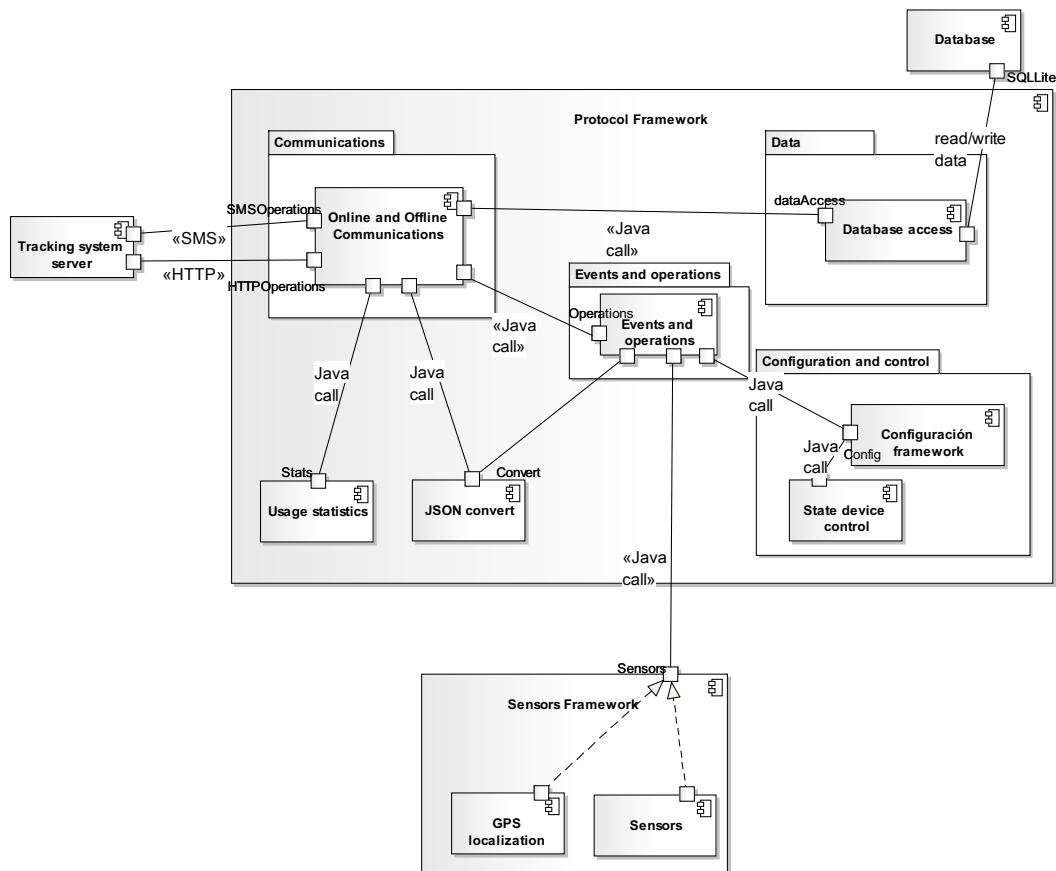 Database
SQLLite
Protocol Framework
Communications
Data
read/write
data
SMSOperations
Online and Offline
Communications
dataAccess
Database access
Tracking system
server
«SMS»
«HTTP»
HTTPOperations
«Java
call»
Events and operations
Operations
Events and
operations
«Java
call»
Configuration and control
Java
call
Java
call
Java
call
Configuración
framework
Java
call
Config
Stats
Usage statistics
Convert
JSON convert
State device
control
«Java
call»
Sensors
Sensors Framework
GPS
localization
Sensors